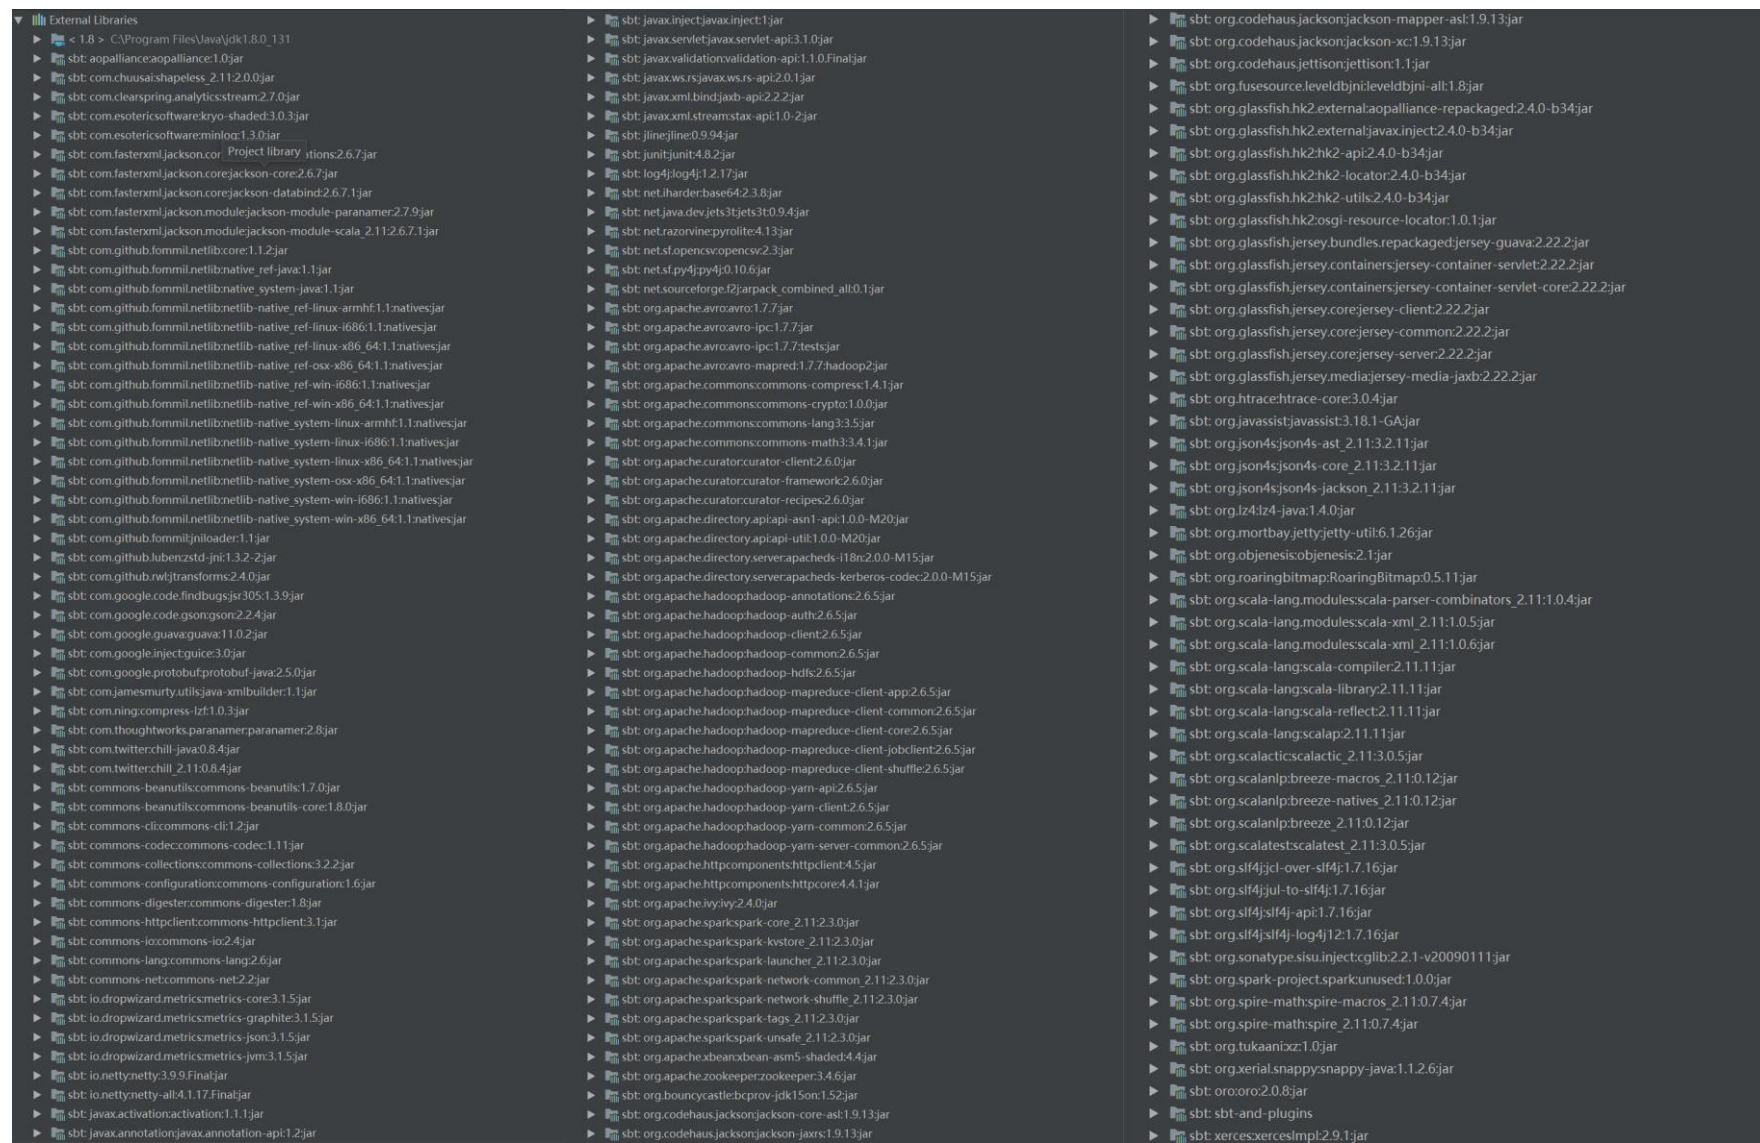 External Libraries
< 1.8 > C:\Program Files\Java\jdk1.8.0_131
sbt: aopalliance:aopalliance:1.0:jar
sbt: com.chuusai:shapeless_2.11:2.0.0:jar
sbt: com.clearspring.analytics:stream:2.7.0:jar
sbt: com.esotericsoftware:kryo-shaded:3.0.3:jar
sbt: com.esotericsoftware:minlog:1.3.0:jar
sbt: com.fasterxml.jackson.cor ations:2.6.7:jar
Project library
sbt: com.fasterxml.jackson.core:jackson-core:2.6.7:jar
sbt: com.fasterxml.jackson.core:jackson-databind:2.6.7.1:jar
sbt: com.fasterxml.jackson.module:jackson-module-paranamer:2.7.9:jar
sbt: com.fasterxml.jackson.module:jackson-module-scala_2.11:2.6.7.1:jar
sbt: com.github.fommil.netlib:core:1.1.2:jar
sbt: com.github.fommil.netlib:native_ref-java:1.1:jar
sbt: com.github.fommil.netlib:native_system-java:1.1:jar
sbt: com.github.fommil.netlib:netlib-native_ref-linux-armhf:1.1:natives:jar
sbt: com.github.fommil.netlib:netlib-native_ref-linux-i686:1.1:natives:jar
sbt: com.github.fommil.netlib:netlib-native_ref-linux-x86_64:1.1:natives:jar
sbt: com.github.fommil.netlib:netlib-native_ref-osx-x86_64:1.1:natives:jar
sbt: com.github.fommil.netlib:netlib-native_ref-win-i686:1.1:natives:jar
sbt: com.github.fommil.netlib:netlib-native_ref-win-x86_64:1.1:natives:jar
sbt: com.github.fommil.netlib:netlib-native_system-linux-armhf:1.1:natives:jar
sbt: com.github.fommil.netlib:netlib-native_system-linux-i686:1.1:natives:jar
sbt: com.github.fommil.netlib:netlib-native_system-linux-x86_64:1.1:natives:jar
sbt: com.github.fommil.netlib:netlib-native_system-osx-x86_64:1.1:natives:jar
sbt: com.github.fommil.netlib:netlib-native_system-win-i686:1.1:natives:jar
sbt: com.github.fommil.netlib:netlib-native_system-win-x86_64:1.1:natives:jar
sbt: com.github.fommil:jniloader:1.1:jar
sbt: com.github.luben:zstd-jni:1.3.2-2:jar
sbt: com.github.rwl:jtransforms:2.4.0:jar
sbt: com.google.code.findbugs:jsr305:1.3.9:jar
sbt: com.google.code.gson:gson:2.2.4:jar
sbt: com.google.guava:guava:11.0.2:jar
sbt: com.google.inject:guice:3.0:jar
sbt: com.google.protobuf:protobuf-java:2.5.0:jar
sbt: com.jamesmurty.utils:java-xmlbuilder:1.1:jar
sbt: com.ning:compress-lzf:1.0.3:jar
sbt: com.thoughtworks.paranamer:paranamer:2.8:jar
sbt: com.twitter:chill-java:0.8.4:jar
sbt: com.twitter:chill_2.11:0.8.4:jar
sbt: commons-beanutils:commons-beanutils:1.7.0:jar
sbt: commons-beanutils:commons-beanutils-core:1.8.0:jar
sbt: commons-cli:commons-cli:1.2:jar
sbt: commons-codec:commons-codec:1.11:jar
sbt: commons-collections:commons-collections:3.2.2:jar
sbt: commons-configuration:commons-configuration:1.6:jar
sbt: commons-digester:commons-digester:1.8:jar
sbt: commons-httpclient:commons-httpclient:3.1:jar
sbt: commons-io:commons-io:2.4:jar
sbt: commons-lang:commons-lang:2.6:jar
sbt: commons-net:commons-net:2.2:jar
sbt: io.dropwizard.metrics:metrics-core:3.1.5:jar
sbt: io.dropwizard.metrics:metrics-graphite:3.1.5:jar
sbt: io.dropwizard.metrics:metrics-json:3.1.5:jar
sbt: io.dropwizard.metrics:metrics-jvm:3.1.5:jar
sbt: io.netty:netty:3.9.9.Final:jar
sbt: io.netty:netty-all:4.1.17.Final:jar
sbt: javax.activation:activation:1.1.1:jar
sbt: javax.annotation:javax.annotation-api:1.2:jar
sbt: javax.inject:javax.inject:1:jar
sbt: javax.servlet:javax.servlet-api:3.1.0:jar
sbt: javax.validation:validation-api:1.1.0.Final:jar
sbt: javax.ws.rs:javax.ws.rs-api:2.0.1:jar
sbt: javax.xml.bind:jaxb-api:2.2.2:jar
sbt: javax.xml.stream:stax-api:1.0-2:jar
sbt: jline:jline:0.9.94:jar
sbt: junit:junit:4.8.2:jar
sbt: log4j:log4j:1.2.17:jar
sbt: net.iharder:base64:2.3.8:jar
sbt: net.java.dev.jets3t:jets3t:0.9.4:jar
sbt: net.razorvine:pyrolite:4.13:jar
sbt: net.sf.opencsv:opencsv:2.3:jar
sbt: net.sf.py4j:py4j:0.10.6:jar
sbt: net.sourceforge.f2j:arpack_combined_all:0.1:jar
sbt: org.apache.avro:avro:1.7.7:jar
sbt: org.apache.avro:avro-ipc:1.7.7:jar
sbt: org.apache.avro:avro-ipc:1.7.7:tests:jar
sbt: org.apache.avro:avro-mapred:1.7.7:hadoop2:jar
sbt: org.apache.commons:commons-compress:1.4.1:jar
sbt: org.apache.commons:commons-crypto:1.0.0:jar
sbt: org.apache.commons:commons-lang3:3.5:jar
sbt: org.apache.commons:commons-math3:3.4.1:jar
sbt: org.apache.curator:curator-client:2.6.0:jar
sbt: org.apache.curator:curator-framework:2.6.0:jar
sbt: org.apache.curator:curator-recipes:2.6.0:jar
sbt: org.apache.directory.api:api-asn1-api:1.0.0-M20:jar
sbt: org.apache.directory.api:api-util:1.0.0-M20:jar
sbt: org.apache.directory.server:apacheds-i18n:2.0.0-M15:jar
sbt: org.apache.directory.server:apacheds-kerberos-codec:2.0.0-M15:jar
sbt: org.apache.hadoop:hadoop-annotations:2.6.5:jar
sbt: org.apache.hadoop:hadoop-auth:2.6.5:jar
sbt: org.apache.hadoop:hadoop-client:2.6.5:jar
sbt: org.apache.hadoop:hadoop-common:2.6.5:jar
sbt: org.apache.hadoop:hadoop-hdfs:2.6.5:jar
sbt: org.apache.hadoop:hadoop-mapreduce-client-app:2.6.5:jar
sbt: org.apache.hadoop:hadoop-mapreduce-client-common:2.6.5:jar
sbt: org.apache.hadoop:hadoop-mapreduce-client-core:2.6.5:jar
sbt: org.apache.hadoop:hadoop-mapreduce-client-jobclient:2.6.5:jar
sbt: org.apache.hadoop:hadoop-mapreduce-client-shuffle:2.6.5:jar
sbt: org.apache.hadoop:hadoop-yarn-api:2.6.5:jar
sbt: org.apache.hadoop:hadoop-yarn-client:2.6.5:jar
sbt: org.apache.hadoop:hadoop-yarn-common:2.6.5:jar
sbt: org.apache.hadoop:hadoop-yarn-server-common:2.6.5:jar
sbt: org.apache.httpcomponents:httpclient:4.5:jar
sbt: org.apache.httpcomponents:httpcore:4.4.1:jar
sbt: org.apache.ivy:ivy:2.4.0:jar
sbt: org.apache.spark:spark-core_2.11:2.3.0:jar
sbt: org.apache.spark:spark-kvstore_2.11:2.3.0:jar
sbt: org.apache.spark:spark-launcher_2.11:2.3.0:jar
sbt: org.apache.spark:spark-network-common_2.11:2.3.0:jar
sbt: org.apache.spark:spark-network-shuffle_2.11:2.3.0:jar
sbt: org.apache.spark:spark-tags_2.11:2.3.0:jar
sbt: org.apache.spark:spark-unsafe_2.11:2.3.0:jar
sbt: org.apache.xbean:xbean-asm5-shaded:4.4:jar
sbt: org.apache.zookeeper:zookeeper:3.4.6:jar
sbt: org.bouncycastle:bcprov-jdk15on:1.52:jar
sbt: org.codehaus.jackson:jackson-core-asl:1.9.13:jar
sbt: org.codehaus.jackson:jackson-jaxrs:1.9.13:jar
sbt: org.codehaus.jackson:jackson-mapper-asl:1.9.13:jar
sbt: org.codehaus.jackson:jackson-xc:1.9.13:jar
sbt: org.codehaus.jettison:jettison:1.1:jar
sbt: org.fusesource.leveldbjni:leveldbjni-all:1.8:jar
sbt: org.glassfish.hk2.external:aopalliance-repackaged:2.4.0-b34:jar
sbt: org.glassfish.hk2.external:javax.inject:2.4.0-b34:jar
sbt: org.glassfish.hk2:hk2-api:2.4.0-b34:jar
sbt: org.glassfish.hk2:hk2-locator:2.4.0-b34:jar
sbt: org.glassfish.hk2:hk2-utils:2.4.0-b34:jar
sbt: org.glassfish.hk2:osgi-resource-locator:1.0.1:jar
sbt: org.glassfish.jersey.bundles.repackaged:jersey-guava:2.22.2:jar
sbt: org.glassfish.jersey.containers:jersey-container-servlet:2.22.2:jar
sbt: org.glassfish.jersey.containers:jersey-container-servlet-core:2.22.2:jar
sbt: org.glassfish.jersey.core:jersey-client:2.22.2:jar
sbt: org.glassfish.jersey.core:jersey-common:2.22.2:jar
sbt: org.glassfish.jersey.core:jersey-server:2.22.2:jar
sbt: org.glassfish.jersey.media:jersey-media-jaxb:2.22.2:jar
sbt: org.htrace:htrace-core:3.0.4:jar
sbt: org.javassist:javassist:3.18.1-GA:jar
sbt: org.json4s:json4s-ast_2.11:3.2.11:jar
sbt: org.json4s:json4s-core_2.11:3.2.11:jar
sbt: org.json4s:json4s-jackson_2.11:3.2.11:jar
sbt: org.lz4:lz4-java:1.4.0:jar
sbt: org.mortbay.jetty:jetty-util:6.1.26:jar
sbt: org.objenesis:objenesis:2.1:jar
sbt: org.roaringbitmap:RoaringBitmap:0.5.11:jar
sbt: org.scala-lang.modules:scala-parser-combinators_2.11:1.0.4:jar
sbt: org.scala-lang.modules:scala-xml_2.11:1.0.5:jar
sbt: org.scala-lang.modules:scala-xml_2.11:1.0.6:jar
sbt: org.scala-lang:scala-compiler:2.11.11:jar
sbt: org.scala-lang:scala-library:2.11.11:jar
sbt: org.scala-lang:scala-reflect:2.11.11:jar
sbt: org.scala-lang:scalap:2.11.11:jar
sbt: org.scalactic:scalactic_2.11:3.0.5:jar
sbt: org.scalanlp:breeze-macros_2.11:0.12:jar
sbt: org.scalanlp:breeze-natives_2.11:0.12:jar
sbt: org.scalanlp:breeze_2.11:0.12:jar
sbt: org.scalatest:scalatest_2.11:3.0.5:jar
sbt: org.slf4j:jcl-over-slf4j:1.7.16:jar
sbt: org.slf4j:jul-to-slf4j:1.7.16:jar
sbt: org.slf4j:slf4j-api:1.7.16:jar
sbt: org.slf4j:slf4j-log4j12:1.7.16:jar
sbt: org.sonatype.sisu.inject:cglib:2.2.1-v20090111:jar
sbt: org.spark-project.spark:unused:1.0.0:jar
sbt: org.spire-math:spire-macros_2.11:0.7.4:jar
sbt: org.spire-math:spire_2.11:0.7.4:jar
sbt: org.tukaani:xz:1.0:jar
sbt: org.xerial.snappy:snappy-java:1.1.2.6:jar
sbt: oro:oro:2.0.8:jar
sbt: sbt-and-plugins
sbt: xerces:xercesImpl:2.9.1:jar